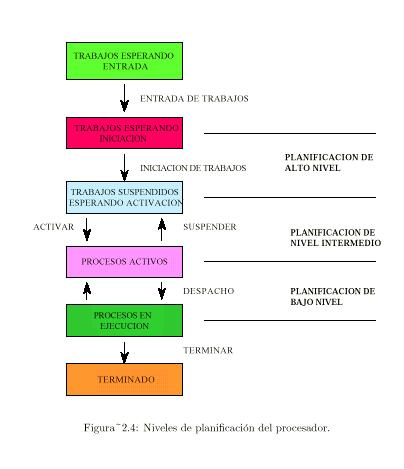 TRABAJOS ESPERANDO
ENTRADA
ENTRADA DE TRABAJOS
TRABAJOS ESPERANDO
INICIACION
INICIACION DE TRABAJOS
PLANIFICACION DE
ALTO NIVEL
TRABAJOS SUSPENDIDOS
ESPERANDO ACTIVACION
ACTIVAR
SUSPENDER
PLANIFICACION DE
NIVEL INTERMEDIO
PROCESOS ACTIVOS
DESPACHO
PLANIFICACION DE
BAJO NIVEL
PROCESOS EN
EJECUCION
TERMINAR
TERMINADO
Figura~2.4: Niveles de planificación del procesador.